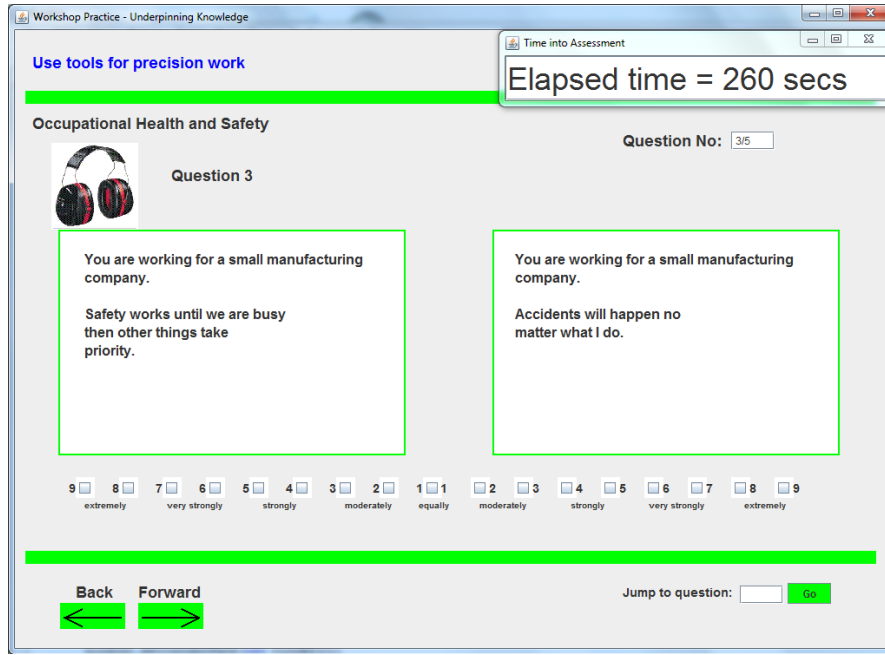 Workshop Practice - Underpinning Knowledge
Time into Assessment
Elapsed time = 260 secs
Use tools for precision work
Occupational Health and Safety
Question No: 3/5
Question 3
You are working for a small manufacturing
company.
Safety works until we are busy
then other things take
priority.
You are working for a small manufacturing
company.
Accidents will happen no
matter what I do.
9 8 7 6 5 4 3 2 1 1 2 3 4 5 6 7 8 9
extremely very strongly strongly moderately equally moderately strongly very strongly extremely
Back Forward
Jump to question: Go